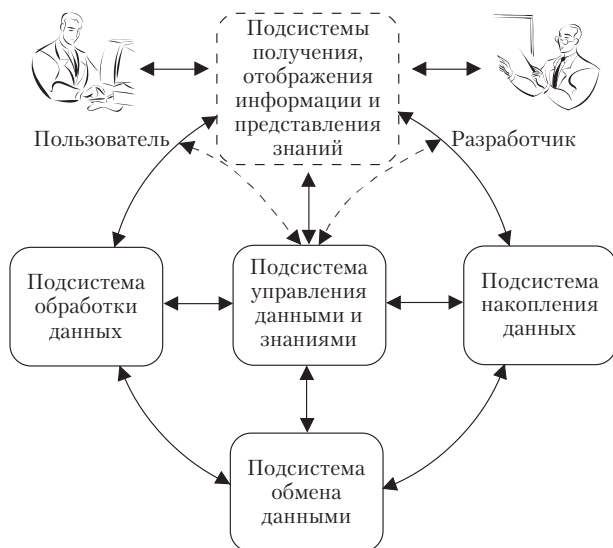 Подсистемы
получения,
отображения
информации и
представления
знаний
Пользователь
Разработчик
Подсистема
обработки
данных
Подсистема
управления
данными и
знаниями
Подсистема
накопления
данных
Подсистема
обмена
данными